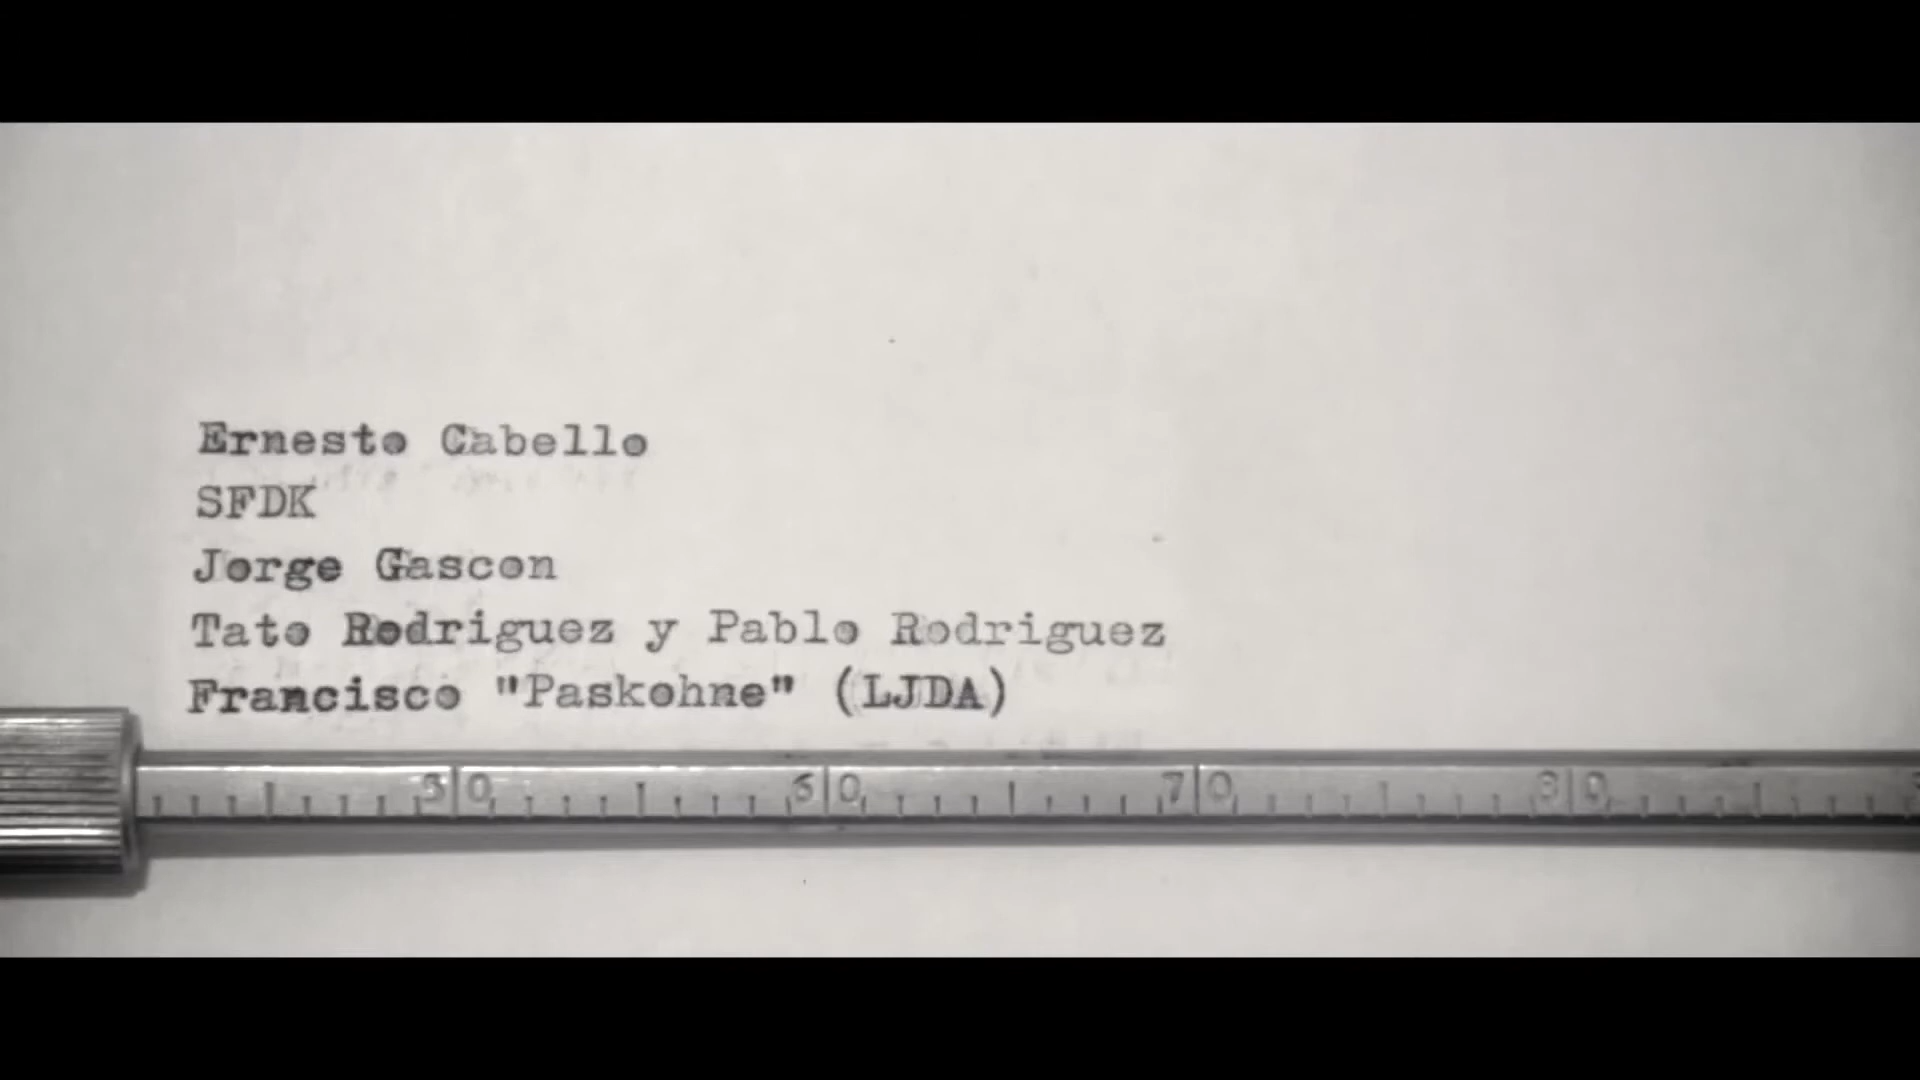 Ernesto Cabello
SFDK
Jorge Gascon
Tato Rodriguez y Pablo Rodriguez
Francisco "Paskohne" (LJDA)
50 60 70 80